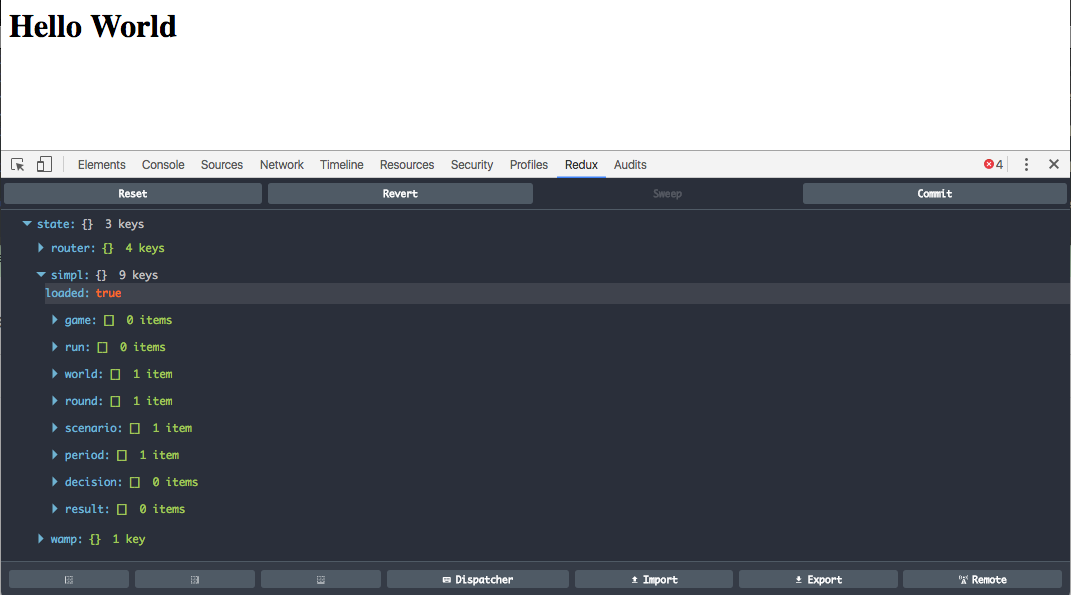 Hello World
Elements Console Sources Network Timeline Resources Security Profiles Redux Audits 4
Reset Revert Sweep Commit
state: {} 3 keys
router: {} 4 keys
simpl: {} 9 keys
loaded: true
game: [] 0 items
run: [] 0 items
world: [] 1 item
round: [] 1 item
scenario: [] 1 item
period: [] 1 item
decision: [] 0 items
result: [] 0 items
wamp: {} 1 key
Dispatcher Import Export Remote